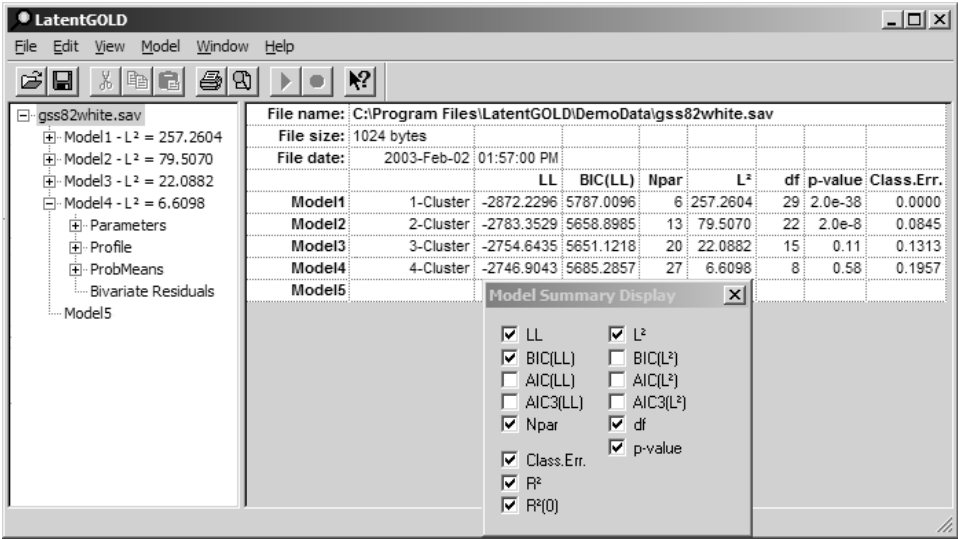 LatentGOLD
File Edit View Model Window Help
gss82white.sav
Model1 - L² = 257.2604
Model2 - L² = 79.5070
Model3 - L² = 22.0882
Model4 - L² = 6.6098
Parameters
Profile
ProbMeans
Bivariate Residuals
Model5
File name: C:\Program Files\LatentGOLD\DemoData\gss82white.sav
File size: 1024 bytes
File date: 2003-Feb-02 01:57:00 PM
LL BIC(LL) Npar L² df p-value Class.Err.
Model1 1-Cluster -2872.2296 5787.0096 6 257.2604 29 2.0e-38 0.0000
Model2 2-Cluster -2783.3529 5658.8985 13 79.5070 22 2.0e-8 0.0845
Model3 3-Cluster -2754.6435 5651.1218 20 22.0882 15 0.11 0.1313
Model4 4-Cluster -2746.9043 5685.2857 27 6.6098 8 0.58 0.1957
Model5
Model Summary Display
LL L²
BIC(LL) BIC(L²)
AIC(LL) AIC(L²)
AIC3(LL) AIC3(L²)
Npar df
p-value
Class.Err.
R²
R²(0)